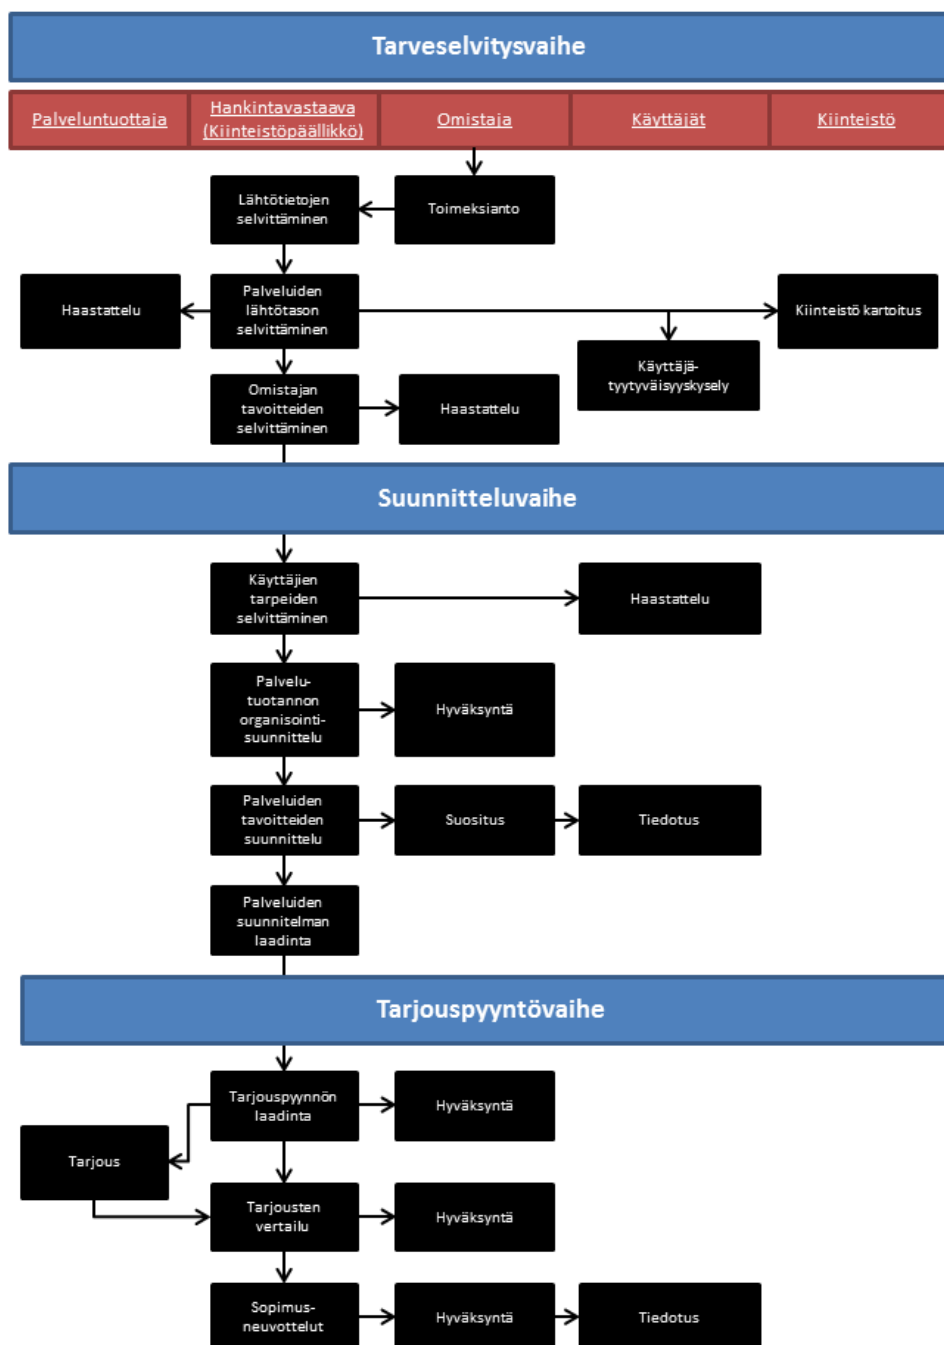 Tarveselvitysvaihe
Palveluntuottaja
Hankintavastaava
(Kiinteistöpäällikkö)
Omistaja
Käyttäjät
Kiinteistö
Lähtötietojen
selvittäminen
Toimeksianto
Haastattelu
Palveluiden
lähtötason
selvittäminen
Kiinteistö kartoitus
Käyttäjä-
tyytyväisyyskysely
Omistajan
tavoitteiden
selvittäminen
Haastattelu
Suunnitteluvaihe
Käyttäjien
tarpeiden
selvittäminen
Haastattelu
Palvelu-
tuotannon
organisointi-
suunnittelu
Hyväksyntä
Palveluiden
tavoitteiden
suunnittelu
Suositus
Tiedotus
Palveluiden
suunnitelman
laadinta
Tarjouspyyntövaihe
Tarjouspyynnön
laadinta
Hyväksyntä
Tarjous
Tarjousten
vertailu
Hyväksyntä
Sopimus-
neuvottelut
Hyväksyntä
Tiedotus